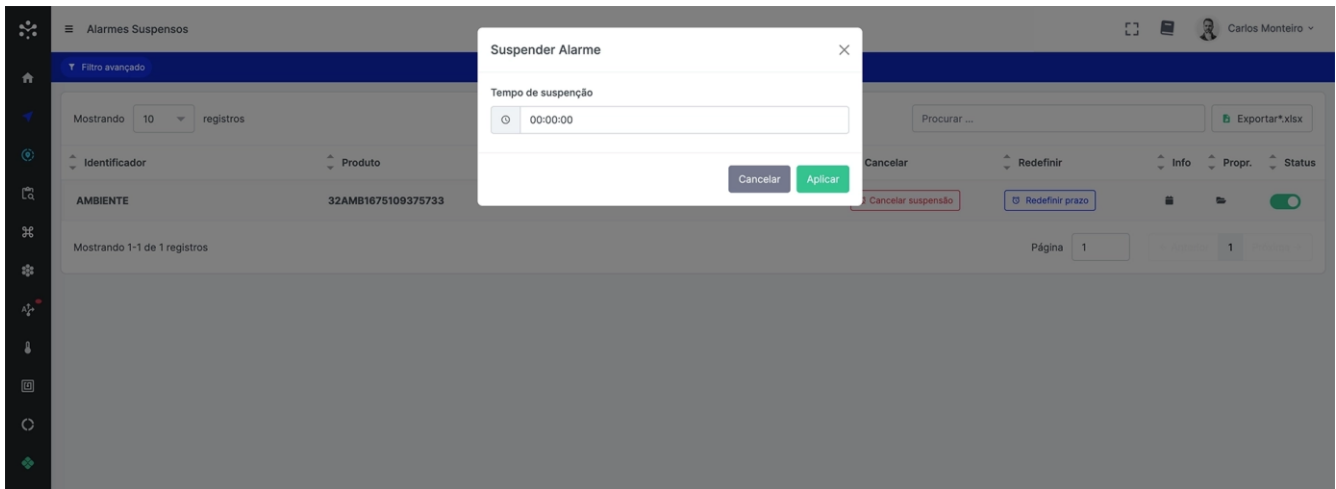 Alarmes Suspensos
Carlos Monteiro
Filtro avançado
Suspender Alarme
Tempo de suspenção
00:00:00
Cancelar Aplicar
Mostrando 10 registros
Procurar ...
Exportar*.xlsx
Identificador Produto Cancelar Redefinir Info Propr. Status
AMBIENTE 32AMB1675109375733 Cancelar suspensão Redefinir prazo
Mostrando 1-1 de 1 registros
Página 1
1